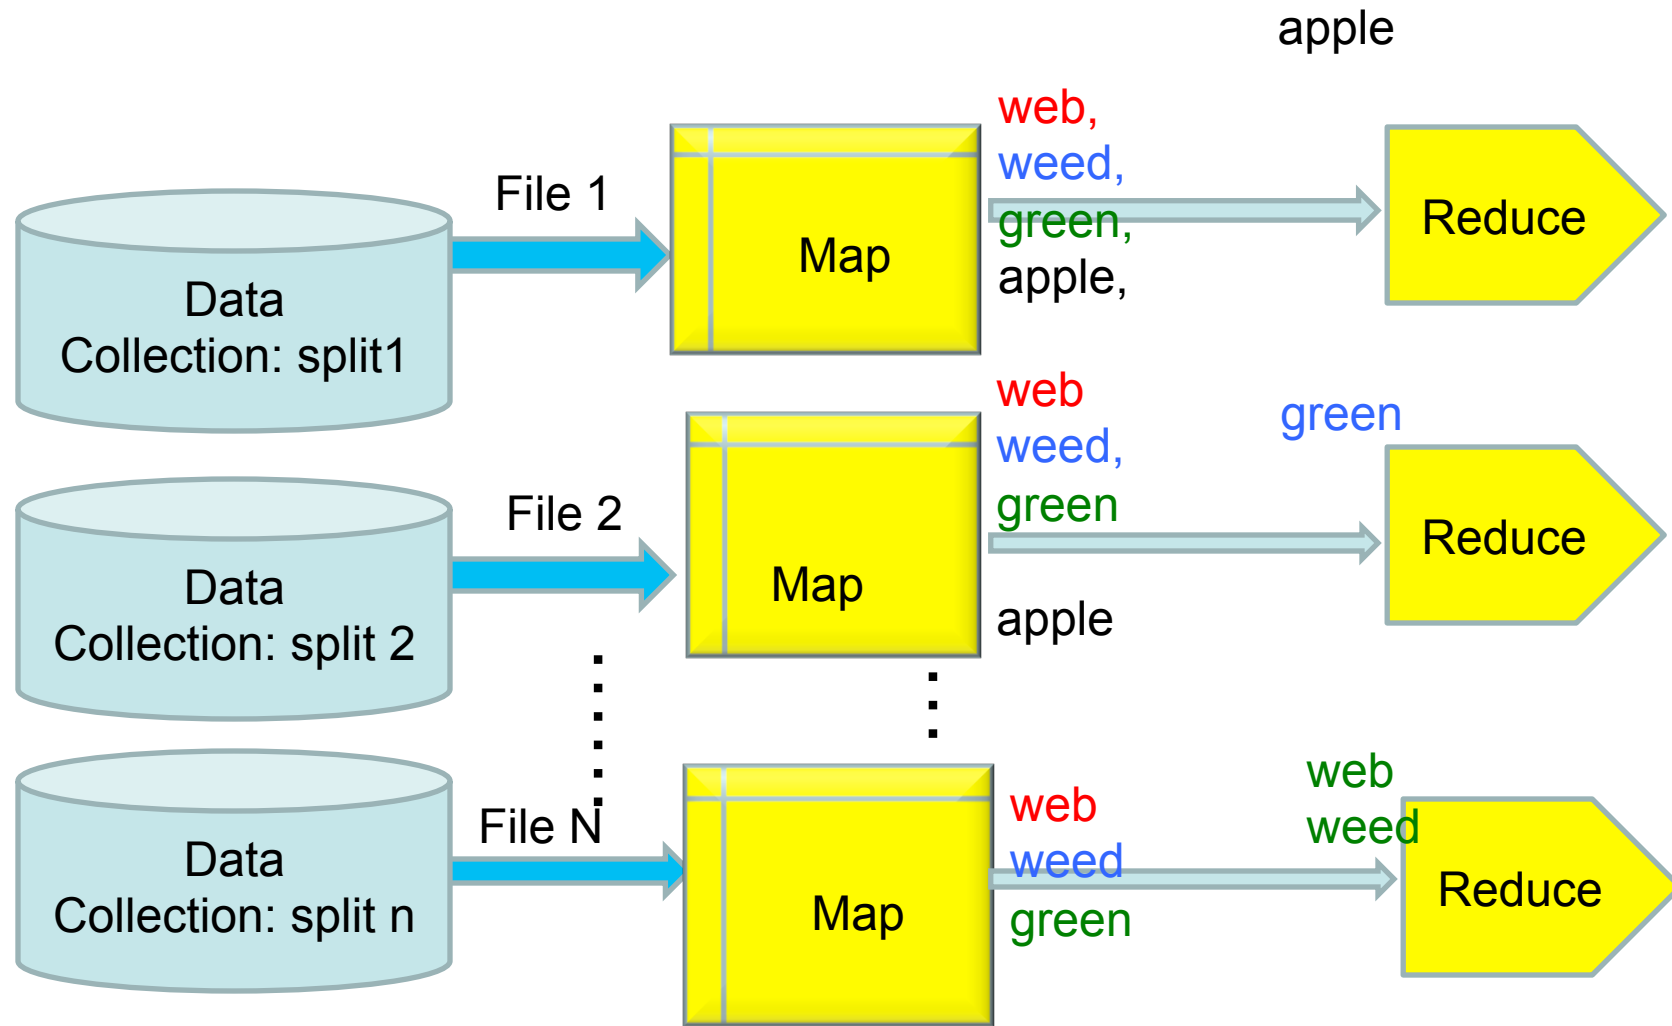 apple
File 1
web,
weed,
green,
apple,
Data
Collection: split1
Map
Reduce
File 2
web
weed,
green
apple
green
Data
Collection: split 2
Map
Reduce
File N
web
weed
green
web
weed
Data
Collection: split n
Map
Reduce